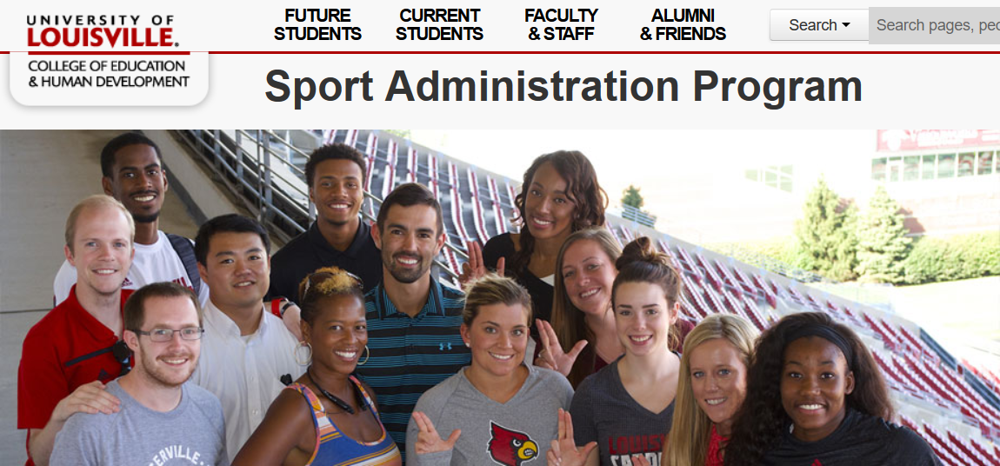 UNIVERSITY OF
LOUISVILLE.
COLLEGE OF EDUCATION
& HUMAN DEVELOPMENT
FUTURE
STUDENTS
CURRENT
STUDENTS
FACULTY
& STAFF
ALUMNI
& FRIENDS
Search
Search pages, peo
Sport Administration Program
LOUISVILLE